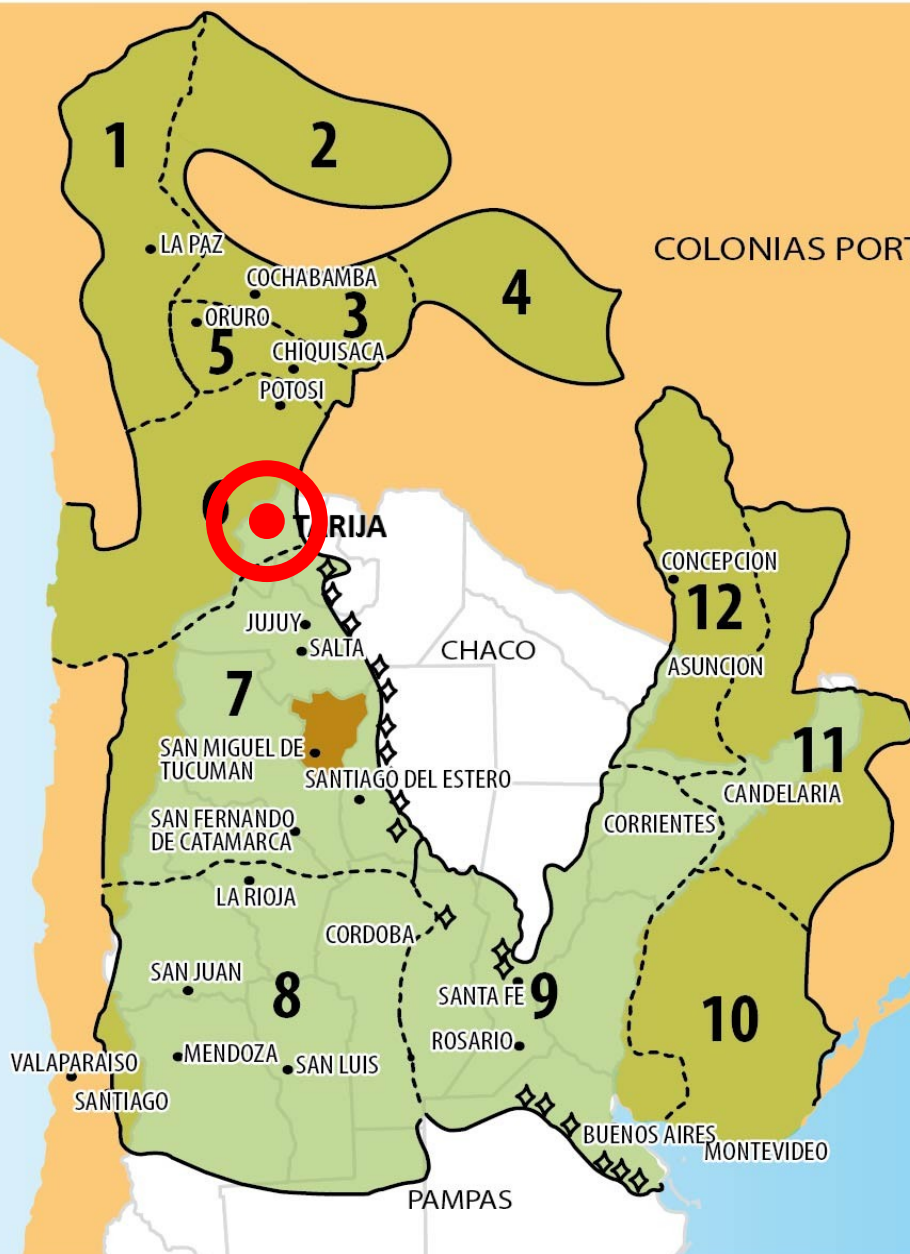 1
2
LA PAZ
COLONIAS PORT
COCHABAMBA
4
3
ORURO
5
CHIQUISACA
POTOSI
TARIJA
CONCEPCION
12
JUJUY
SALTA
CHACO
ASUNCION
7
SAN MIGUEL DE
TUCUMAN
11
SANTIAGO DEL ESTERO
CANDELARIA
SAN FERNANDO
DE CATAMARCA
CORRIENTES
LA RIOJA
CORDOBA
SAN JUAN
8
SANTA FE
9
10
ROSARIO
VALAPARAISO
MENDOZA
SAN LUIS
SANTIAGO
BUENOS AIRES
MONTEVIDEO
PAMPAS